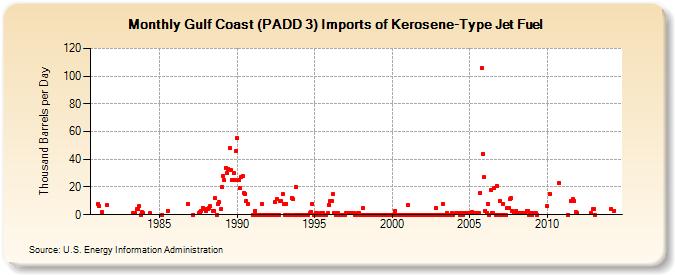 Monthly Gulf Coast (PADD 3) Imports of Kerosene-Type Jet Fuel
Thousand Barrels per Day
120
100
80
60
40
20
0
1985 1990 1995 2000 2005 2010
Source: U.S. Energy Information Administration